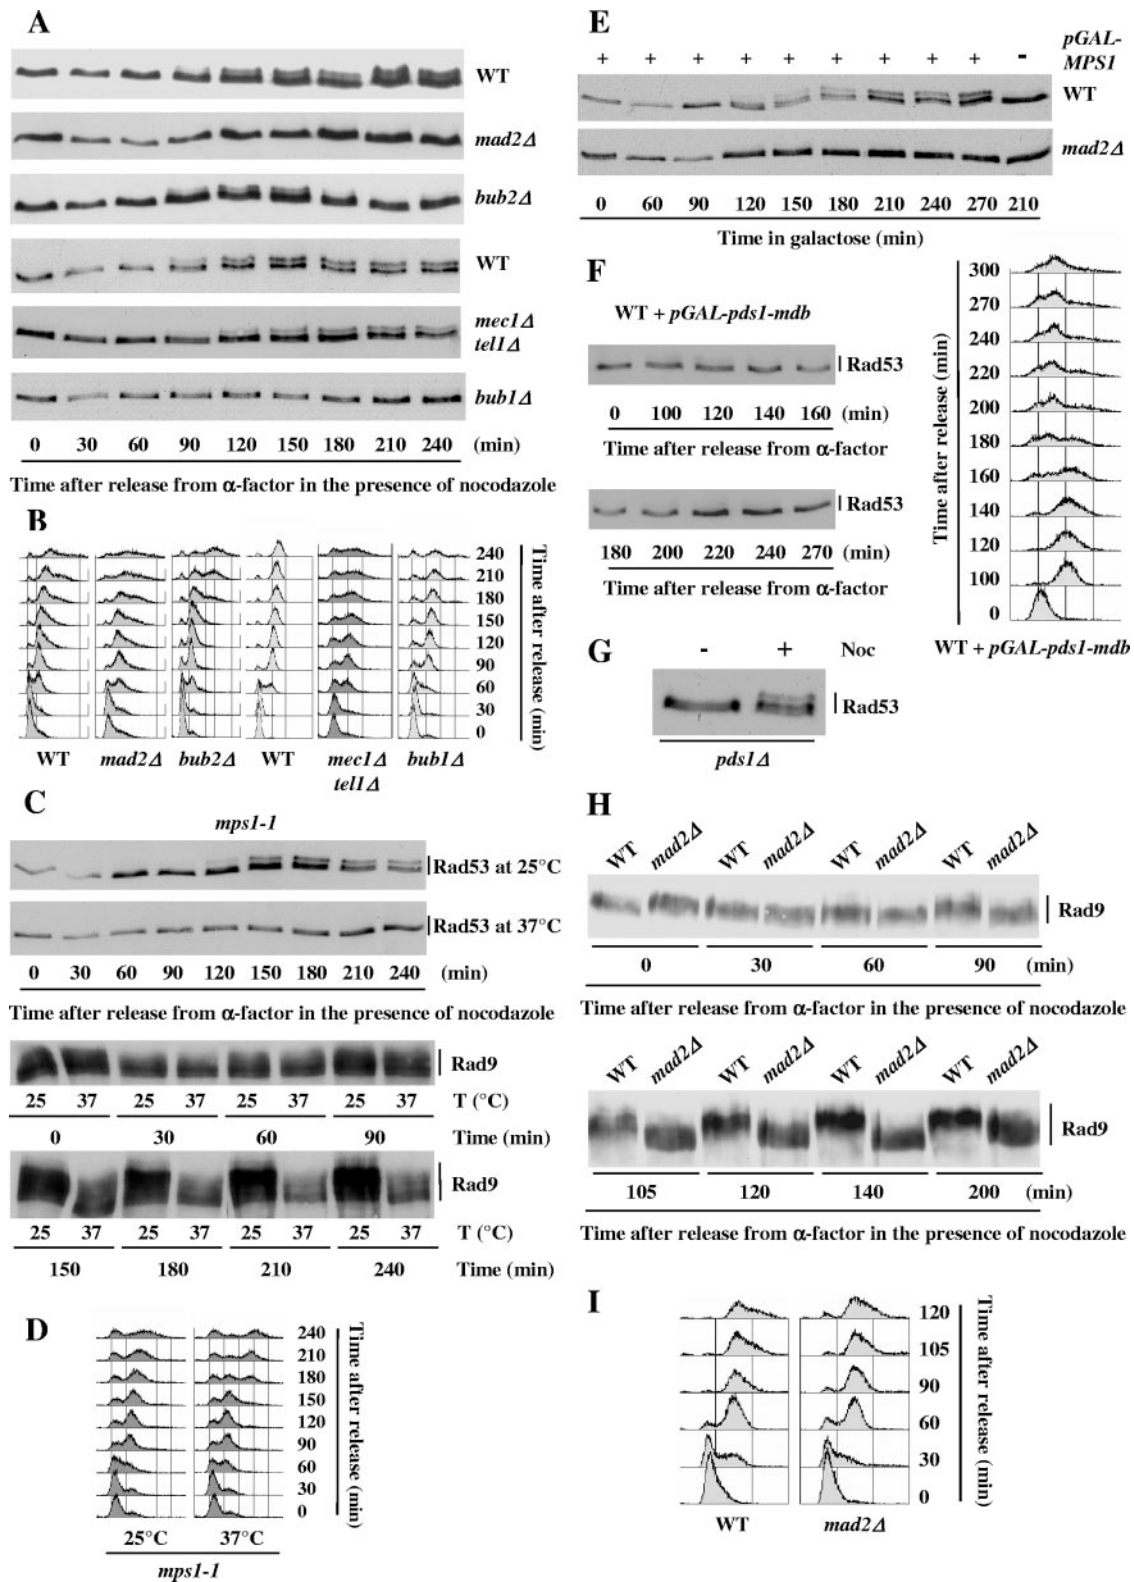 A
WT
mad2Δ
bub2Δ
WT
mec1Δ
tel1Δ
bub1Δ
0 30 60 90 120 150 180 210 240 (min)
Time after release from α-factor in the presence of nocodazole
B
240
210
180
150
120
90
60
30
0
Time after release (min)
WT mad2Δ bub2Δ WT mec1Δ bub1Δ
tel1Δ
C
mps1-1
Rad53 at 25°C
Rad53 at 37°C
0 30 60 90 120 150 180 210 240 (min)
Time after release from α-factor in the presence of nocodazole
Rad9
25 37 25 37 25 37 25 37 T (°C)
0 30 60 90 Time (min)
Rad9
25 37 25 37 25 37 25 37 T (°C)
150 180 210 240 Time (min)
D
240
210
180
150
120
90
60
30
0
Time after release (min)
25°C 37°C
mps1-1
E
pGAL-
+ + + + + + + + + - MPS1
WT
mad2Δ
0 60 90 120 150 180 210 240 270 210
Time in galactose (min)
F
WT + pGAL-pds1-mdb
Rad53
0 100 120 140 160 (min)
Time after release from α-factor
Rad53
180 200 220 240 270 (min)
Time after release from α-factor
Time after release (min)
300
270
240
220
200
180
160
140
120
100
0
WT + pGAL-pds1-mdb
G
- + Noc
Rad53
pds1Δ
H
WT mad2Δ WT mad2Δ WT mad2Δ WT mad2Δ
Rad9
0 30 60 90 (min)
Time after release from α-factor in the presence of nocodazole
WT mad2Δ WT mad2Δ WT mad2Δ WT mad2Δ
Rad9
105 120 140 200 (min)
Time after release from α-factor in the presence of nocodazole
I
120
105
90
60
30
0
Time after release (min)
WT mad2Δ